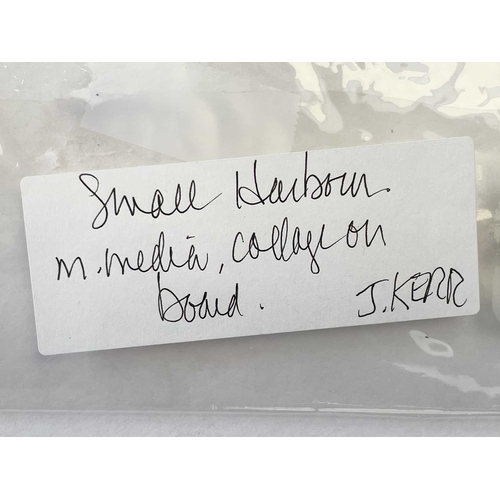 Small Harbour.
m.media, collage on
board. J.KERR